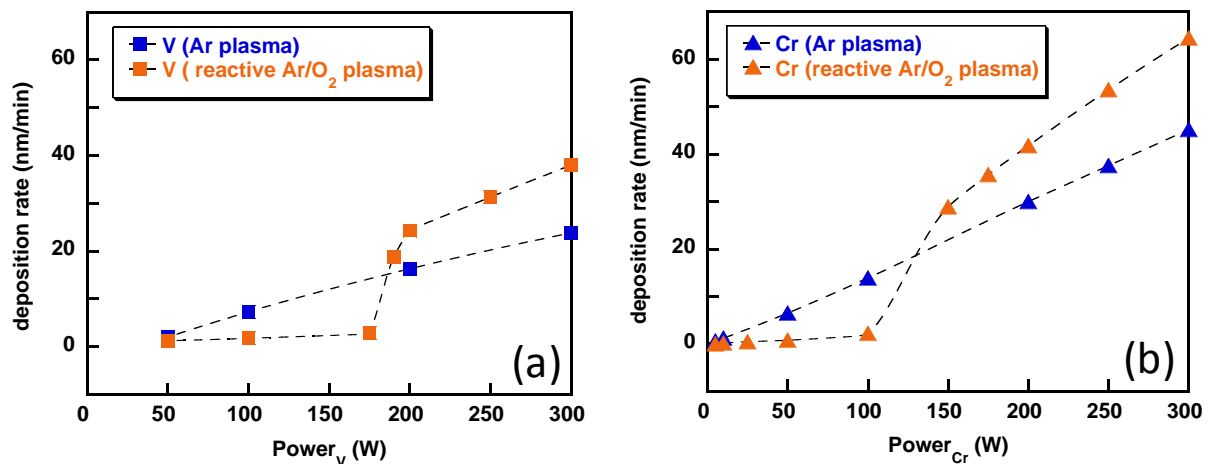 V (Ar plasma)
V ( reactive Ar/O2 plasma)
60
40
20
0
deposition rate (nm/min)
(a)
0 50 100 150 200 250 300
PowerV (W)
Cr (Ar plasma)
Cr (reactive Ar/O2 plasma)
60
40
20
0
deposition rate (nm/min)
(b)
0 50 100 150 200 250 300
PowerCr (W)